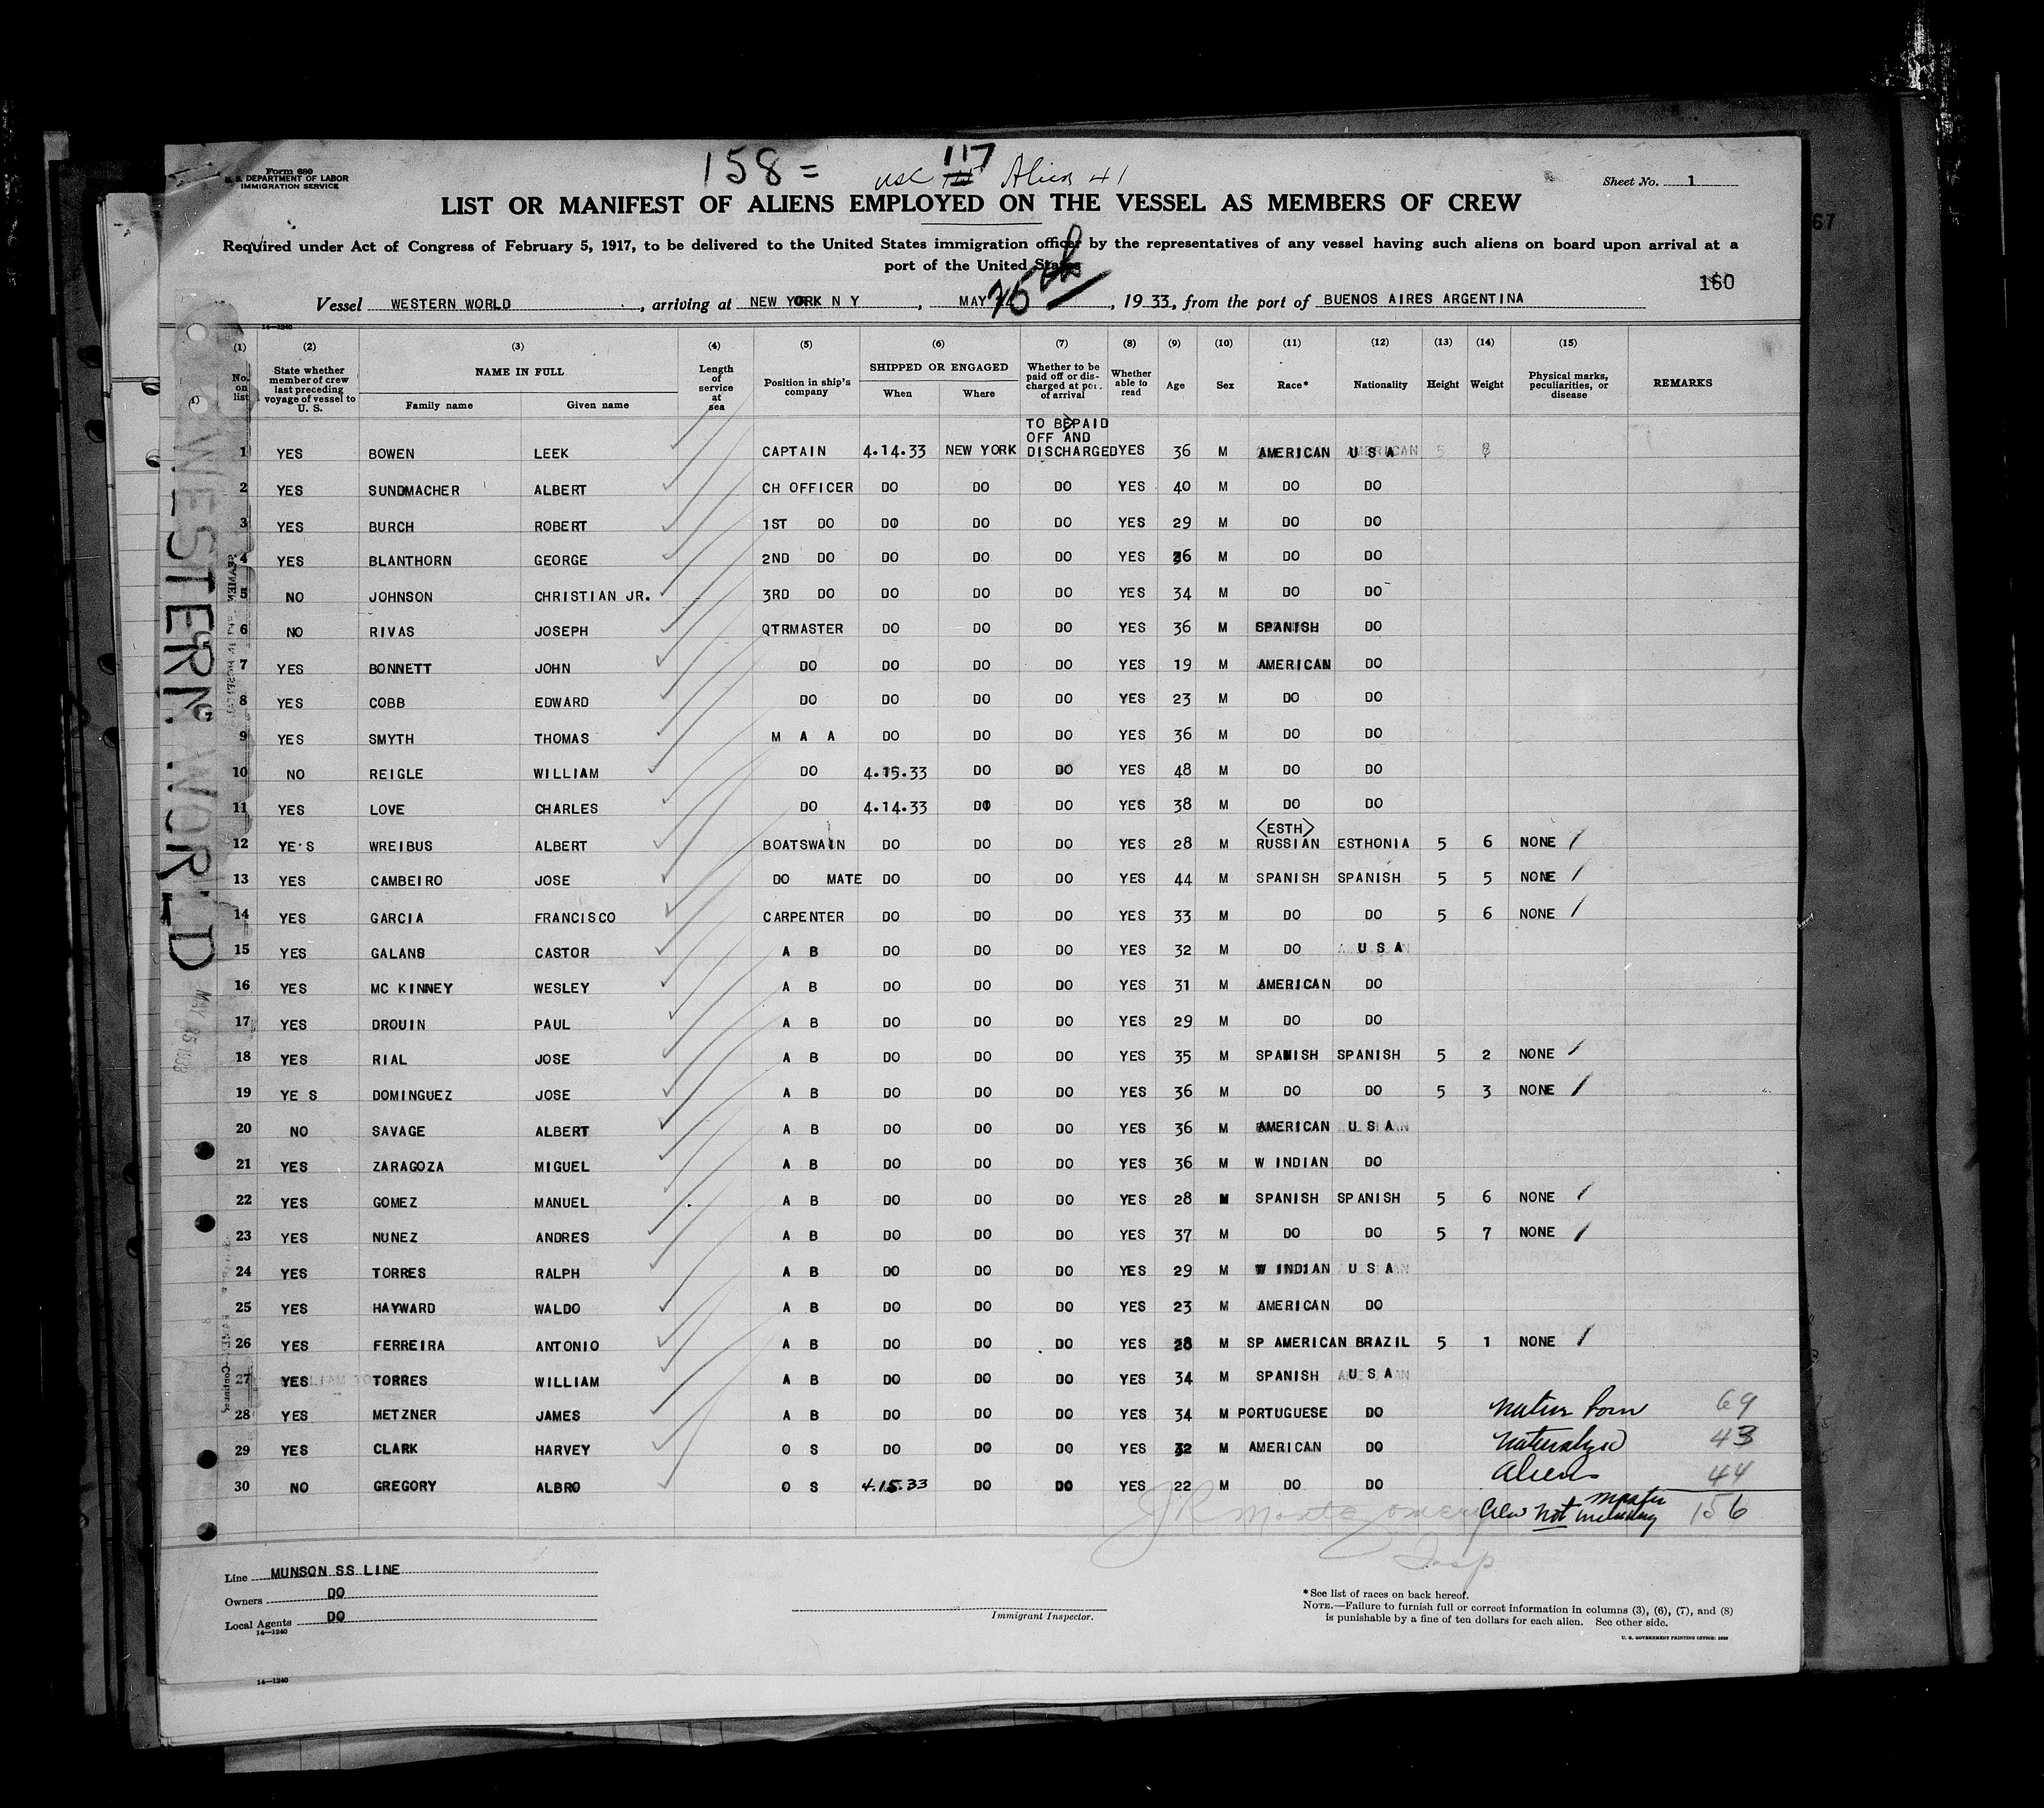 158 = usc 117 Alien 41
Form 680
U. S. DEPARTMENT OF LABOR
IMMIGRATION SERVICE
Sheet No. 1
LIST OR MANIFEST OF ALIENS EMPLOYED ON THE VESSEL AS MEMBERS OF CREW
Required under Act of Congress of February 5, 1917, to be delivered to the United States immigration officer by the representatives of any vessel having such aliens on board upon arrival at a
port of the United States
160
67
Vessel WESTERN WORLD, arriving at NEW YORK N Y, MAY 25th, 1933, from the port of BUENOS AIRES ARGENTINA
14—1240
(1) (2) (3) (4) (5) (6) (7) (8) (9) (10) (11) (12) (13) (14) (15)
No. on list State whether member of crew last preceding voyage of vessel to U. S. NAME IN FULL Family name Given name Length of service at sea Position in ship's company SHIPPED OR ENGAGED When Where Whether to be paid off or discharged at port of arrival Whether able to read Age Sex Race* Nationality Height Weight Physical marks, peculiarities, or disease REMARKS
TO BE PAID
OFF AND
1 YES BOWEN LEEK CAPTAIN 4.14.33 NEW YORK DISCHARGED YES 36 M AMERICAN U S A
2 YES SUNDMACHER ALBERT CH OFFICER DO DO DO YES 40 M DO DO
3 YES BURCH ROBERT 1ST DO DO DO DO YES 29 M DO DO
4 YES BLANTHORN GEORGE 2ND DO DO DO DO YES 36 M DO DO
5 NO JOHNSON CHRISTIAN JR. 3RD DO DO DO DO YES 34 M DO DO
6 NO RIVAS JOSEPH QTRMASTER DO DO DO YES 36 M SPANISH DO
7 YES BONNETT JOHN DO DO DO DO YES 19 M AMERICAN DO
8 YES COBB EDWARD DO DO DO DO YES 23 M DO DO
9 YES SMYTH THOMAS M A A DO DO DO YES 36 M DO DO
10 NO REIGLE WILLIAM DO 4.15.33 DO DO YES 48 M DO DO
11 YES LOVE CHARLES DO 4.14.33 DO DO YES 38 M DO DO
<ESTH>
12 YE'S WREIBUS ALBERT BOATSWAIN DO DO DO YES 28 M RUSSIAN ESTHONIA 5 6 NONE /
13 YES CAMBEIRO JOSE DO MATE DO DO DO YES 44 M SPANISH SPANISH 5 5 NONE /
14 YES GARCIA FRANCISCO CARPENTER DO DO DO YES 33 M DO DO 5 6 NONE /
15 YES GALANS CASTOR A B DO DO DO YES 32 M DO U S A
16 YES MC KINNEY WESLEY A B DO DO DO YES 31 M AMERICAN DO
17 YES DROUIN PAUL A B DO DO DO YES 29 M DO DO
18 YES RIAL JOSE A B DO DO DO YES 35 M SPANISH SPANISH 5 2 NONE /
19 YE S DOMINGUEZ JOSE A B DO DO DO YES 36 M DO DO 5 3 NONE /
20 NO SAVAGE ALBERT A B DO DO DO YES 36 M AMERICAN U S A
21 YES ZARAGOZA MIGUEL A B DO DO DO YES 36 M W INDIAN DO
22 YES GOMEZ MANUEL A B DO DO DO YES 28 M SPANISH SPANISH 5 6 NONE /
23 YES NUNEZ ANDRES A B DO DO DO YES 37 M DO DO 5 7 NONE /
24 YES TORRES RALPH A B DO DO DO YES 29 M W INDIAN U S A
25 YES HAYWARD WALDO A B DO DO DO YES 23 M AMERICAN DO
26 YES FERREIRA ANTONIO A B DO DO DO YES 28 M SP AMERICAN BRAZIL 5 1 NONE /
27 YES TORRES WILLIAM A B DO DO DO YES 34 M SPANISH U S A
28 YES METZNER JAMES A B DO DO DO YES 34 M PORTUGUESE DO
29 YES CLARK HARVEY O S DO DO DO YES 32 M AMERICAN DO
30 NO GREGORY ALBRO O S 4.15.33 DO DO YES 22 M DO DO
Native born 69
Naturalized 43
Aliens 44
Crew not including master 156
J R Montgomery
Insp
Line MUNSON SS LINE
Owners DO
Local Agents DO
14—1240
Immigrant Inspector.
*See list of races on back hereof.
NOTE.—Failure to furnish full or correct information in columns (3), (6), (7), and (8)
is punishable by a fine of ten dollars for each alien. See other side.
U. S. GOVERNMENT PRINTING OFFICE: 1929
14—1240
WESTERN WORLD
MAY 25 1933